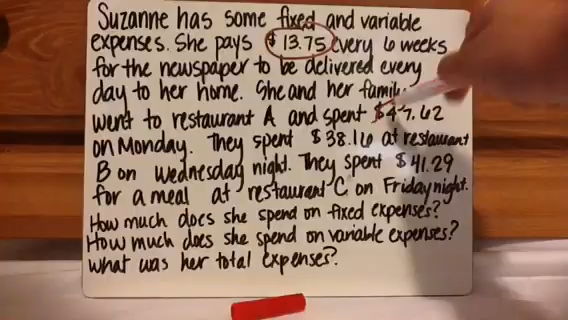 Suzanne has some fixed and variable
expenses. She pays $13.75 every 6 weeks
for the newspaper to be delivered every
day to her home. She and her family
went to restaurant A and spent $47.62
on Monday. They spent $38.16 at restaurant
B on Wednesday night. They spent $41.29
for a meal at restaurant C on Friday night.
How much does she spend on fixed expenses?
How much does she spend on variable expenses?
What was her total expenses?